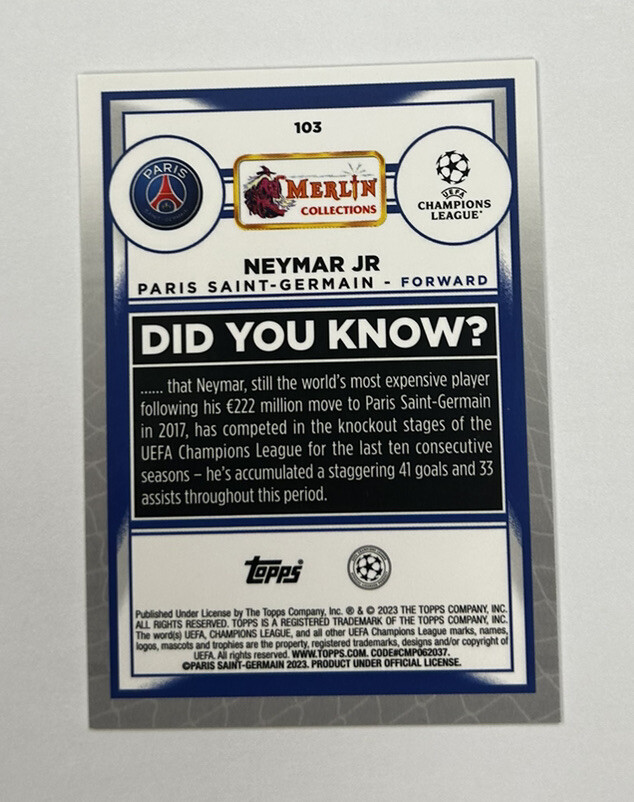 103
PARIS
SAINT-GERMAIN
MERLIN®
COLLECTIONS
UEFA
CHAMPIONS
LEAGUE®
NEYMAR JR
PARIS SAINT-GERMAIN - FORWARD
DID YOU KNOW?
...... that Neymar, still the world's most expensive player
following his €222 million move to Paris Saint-Germain
in 2017, has competed in the knockout stages of the
UEFA Champions League for the last ten consecutive
seasons – he's accumulated a staggering 41 goals and 33
assists throughout this period.
topps®
Published Under License by The Topps Company, Inc. ® & © 2023 THE TOPPS COMPANY, INC.
ALL RIGHTS RESERVED. TOPPS IS A REGISTERED TRADEMARK OF THE TOPPS COMPANY, INC.
The word(s) UEFA, CHAMPIONS LEAGUE, and all other UEFA Champions League marks, names,
logos, mascots and trophies are the property, registered trademarks, designs and/or copyright of
UEFA. All rights reserved. WWW.TOPPS.COM. CODE#CMP062037.
©PARIS SAINT-GERMAIN 2023. PRODUCT UNDER OFFICIAL LICENSE.